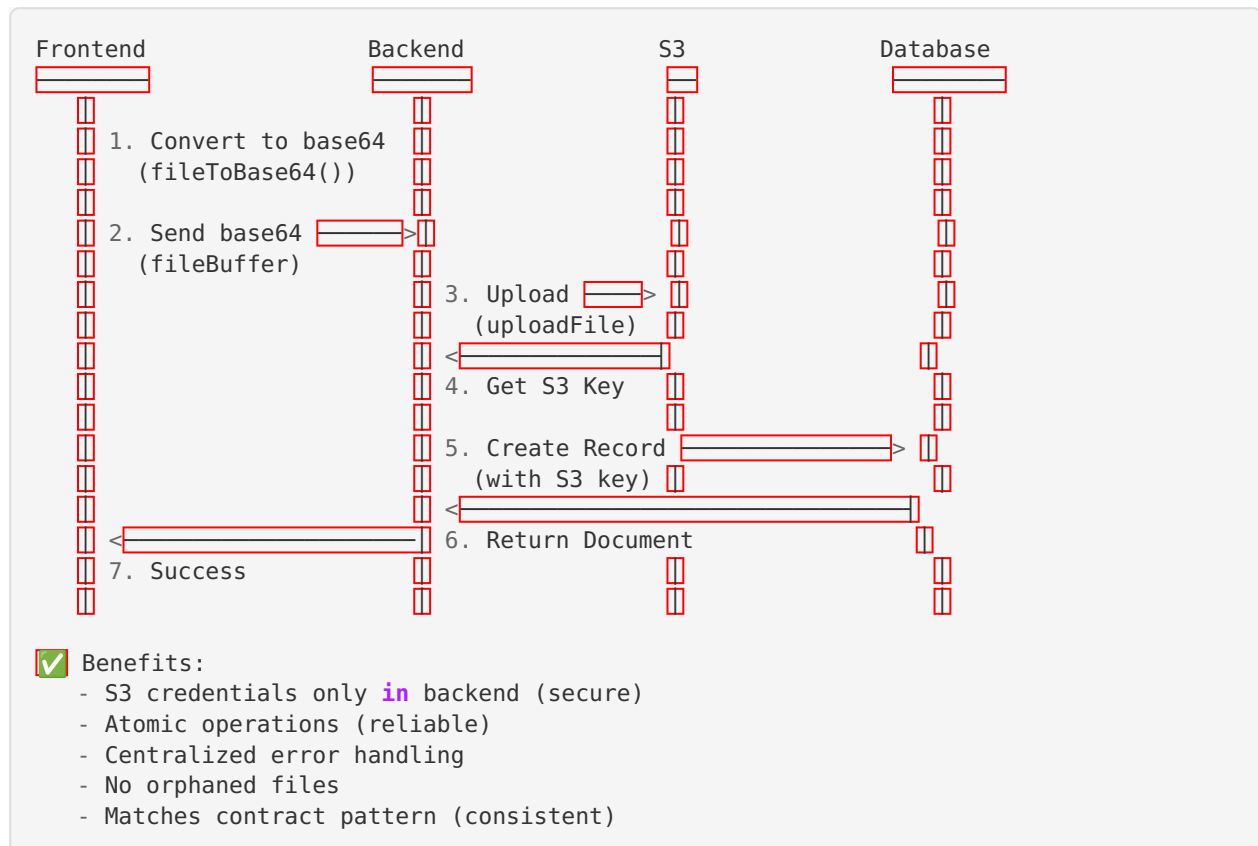 Frontend                Backend                S3              Database
────────                ───────                ──              ────────
   │                       │                    │                  │
   │ 1. Convert to base64  │                    │                  │
   │   (fileToBase64())    │                    │                  │
   │                       │                    │                  │
   │ 2. Send base64 ──────>│                    │                  │
   │   (fileBuffer)        │                    │                  │
   │                       │ 3. Upload ────>    │                  │
   │                       │   (uploadFile)     │                  │
   │                       │ <──────────────────│                  │
   │                       │ 4. Get S3 Key      │                  │
   │                       │                    │                  │
   │                       │ 5. Create Record ───────────────>     │
   │                       │   (with S3 key)    │                  │
   │                       │ <─────────────────────────────────────│
   │ <─────────────────────│ 6. Return Document                    │
   │ 7. Success            │                    │                  │
   │                       │                    │                  │
✅ Benefits:
   - S3 credentials only in backend (secure)
   - Atomic operations (reliable)
   - Centralized error handling
   - No orphaned files
   - Matches contract pattern (consistent)